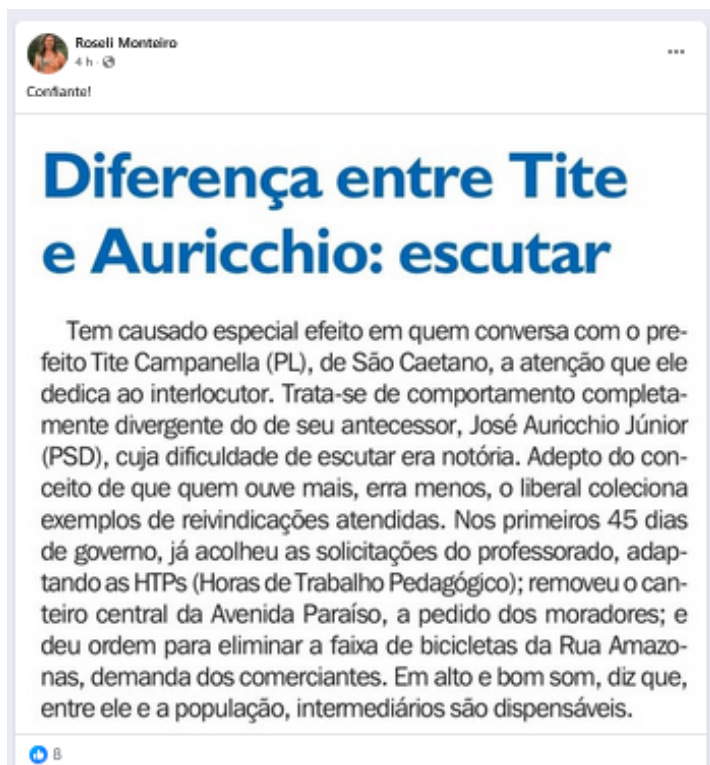 Roseli Monteiro
4 h ·
Confiante!
Diferença entre Tite
e Auricchio: escutar
Tem causado especial efeito em quem conversa com o pre-
feito Tite Campanella (PL), de São Caetano, a atenção que ele
dedica ao interlocutor. Trata-se de comportamento completa-
mente divergente do de seu antecessor, José Auricchio Júnior
(PSD), cuja dificuldade de escutar era notória. Adepto do con-
ceito de que quem ouve mais, erra menos, o liberal coleciona
exemplos de reivindicações atendidas. Nos primeiros 45 dias
de governo, já acolheu as solicitações do professorado, adap-
tando as HTPs (Horas de Trabalho Pedagógico); removeu o can-
teiro central da Avenida Paraíso, a pedido dos moradores; e
deu ordem para eliminar a faixa de bicicletas da Rua Amazo-
nas, demanda dos comerciantes. Em alto e bom som, diz que,
entre ele e a população, intermediários são dispensáveis.
8